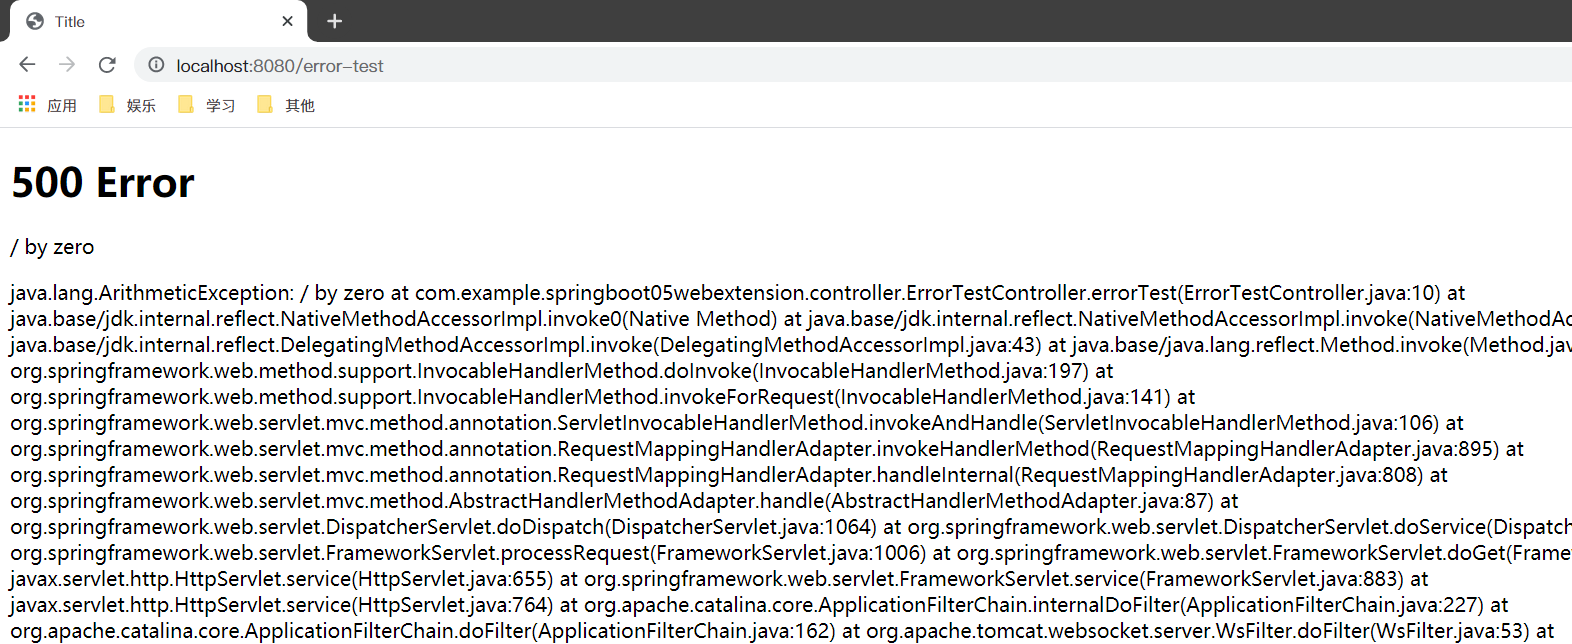 Title
localhost:8080/error-test
应用 娱乐 学习 其他
500 Error
/ by zero
java.lang.ArithmeticException: / by zero at com.example.springboot05webextension.controller.ErrorTestController.errorTest(ErrorTestController.java:10) at
java.base/jdk.internal.reflect.NativeMethodAccessorImpl.invoke0(Native Method) at java.base/jdk.internal.reflect.NativeMethodAccessorImpl.invoke(NativeMethodAc
java.base/jdk.internal.reflect.DelegatingMethodAccessorImpl.invoke(DelegatingMethodAccessorImpl.java:43) at java.base/java.lang.reflect.Method.invoke(Method.jav
org.springframework.web.method.support.InvocableHandlerMethod.doInvoke(InvocableHandlerMethod.java:197) at
org.springframework.web.method.support.InvocableHandlerMethod.invokeForRequest(InvocableHandlerMethod.java:141) at
org.springframework.web.servlet.mvc.method.annotation.ServletInvocableHandlerMethod.invokeAndHandle(ServletInvocableHandlerMethod.java:106) at
org.springframework.web.servlet.mvc.method.annotation.RequestMappingHandlerAdapter.invokeHandlerMethod(RequestMappingHandlerAdapter.java:895) at
org.springframework.web.servlet.mvc.method.annotation.RequestMappingHandlerAdapter.handleInternal(RequestMappingHandlerAdapter.java:808) at
org.springframework.web.servlet.mvc.method.AbstractHandlerMethodAdapter.handle(AbstractHandlerMethodAdapter.java:87) at
org.springframework.web.servlet.DispatcherServlet.doDispatch(DispatcherServlet.java:1064) at org.springframework.web.servlet.DispatcherServlet.doService(Dispatch
org.springframework.web.servlet.FrameworkServlet.processRequest(FrameworkServlet.java:1006) at org.springframework.web.servlet.FrameworkServlet.doGet(Frame
javax.servlet.http.HttpServlet.service(HttpServlet.java:655) at org.springframework.web.servlet.FrameworkServlet.service(FrameworkServlet.java:883) at
javax.servlet.http.HttpServlet.service(HttpServlet.java:764) at org.apache.catalina.core.ApplicationFilterChain.internalDoFilter(ApplicationFilterChain.java:227) at
org.apache.catalina.core.ApplicationFilterChain.doFilter(ApplicationFilterChain.java:162) at org.apache.tomcat.websocket.server.WsFilter.doFilter(WsFilter.java:53) at